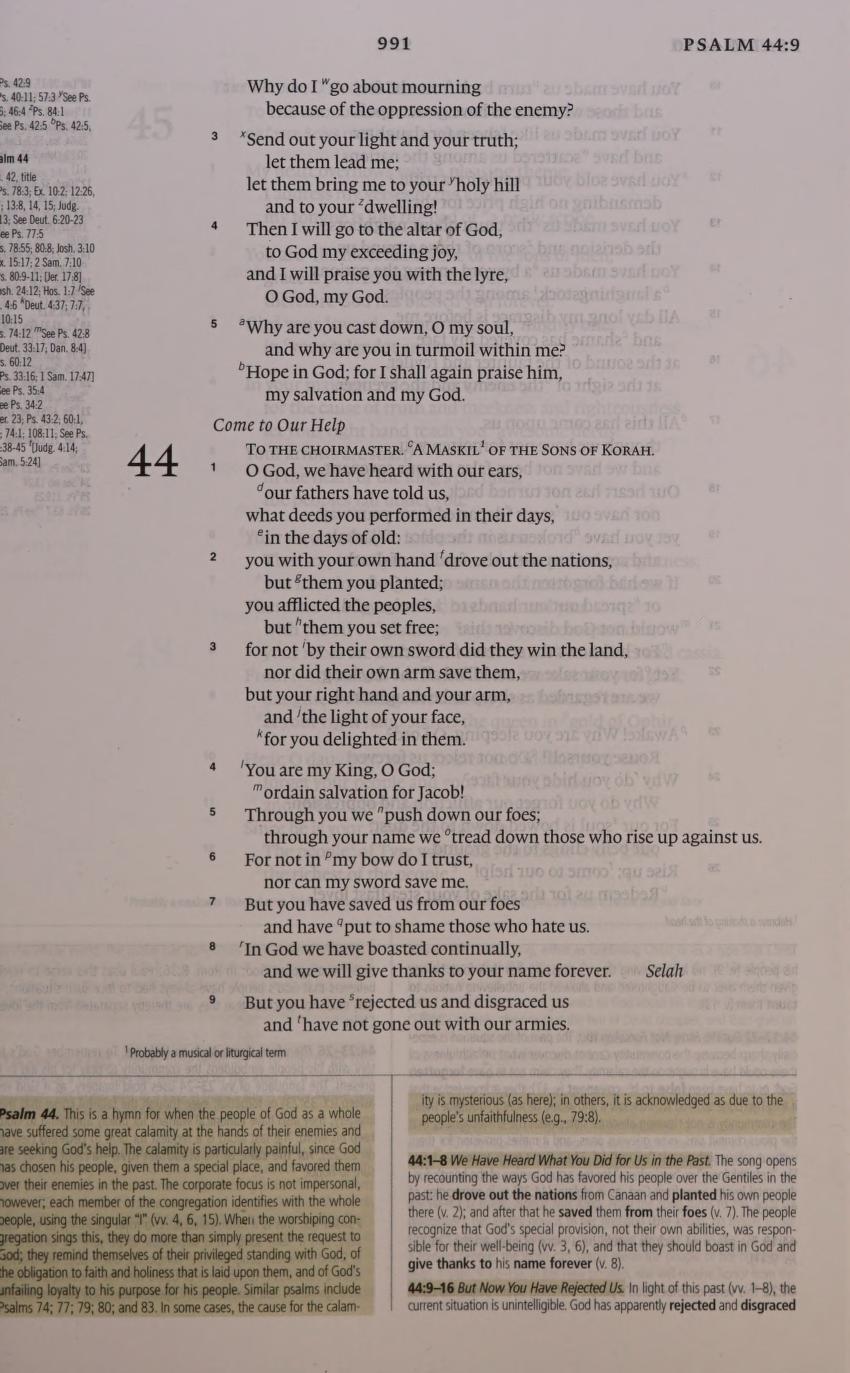 991
PSALM 44:9
Ps. 42:9
s. 40:11; 57:3 ySee Ps.
; 46:4 zPs. 84:1
ee Ps. 42:5 bPs. 42:5,
alm 44
. 42, title
s. 78:3; Ex. 10:2; 12:26,
; 13:8, 14, 15; Judg.
13; See Deut. 6:20-23
ee Ps. 77:5
s. 78:55; 80:8; Josh. 3:10
x. 15:17; 2 Sam. 7:10
s. 80:9-11; [Jer. 17:8]
sh. 24:12; Hos. 1:7 jSee
. 4:6 kDeut. 4:37; 7:7,
10:15
s. 74:12 mSee Ps. 42:8
Deut. 33:17; Dan. 8:4]
s. 60:12
Ps. 33:16; 1 Sam. 17:47]
ee Ps. 35:4
ee Ps. 34:2
er. 23; Ps. 43:2; 60:1,
; 74:1; 108:11; See Ps.
:38-45 t[Judg. 4:14;
Sam. 5:24]
Why do I wgo about mourning
because of the oppression of the enemy?
3 xSend out your light and your truth;
let them lead me;
let them bring me to your yholy hill
and to your zdwelling!
4 Then I will go to the altar of God,
to God my exceeding joy,
and I will praise you with the lyre,
O God, my God.
5 aWhy are you cast down, O my soul,
and why are you in turmoil within me?
bHope in God; for I shall again praise him,
my salvation and my God.
Come to Our Help
44
TO THE CHOIRMASTER. cA MASKIL1 OF THE SONS OF KORAH.
1 O God, we have heard with our ears,
dour fathers have told us,
what deeds you performed in their days,
ein the days of old:
2 you with your own hand fdrove out the nations,
but gthem you planted;
you afflicted the peoples,
but hthem you set free;
3 for not iby their own sword did they win the land,
nor did their own arm save them,
but your right hand and your arm,
and jthe light of your face,
kfor you delighted in them.
4 lYou are my King, O God;
mordain salvation for Jacob!
5 Through you we npush down our foes;
through your name we otread down those who rise up against us.
6 For not in pmy bow do I trust,
nor can my sword save me.
7 But you have saved us from our foes
and have qput to shame those who hate us.
8 rIn God we have boasted continually,
and we will give thanks to your name forever. Selah
9 But you have srejected us and disgraced us
and thave not gone out with our armies.
1 Probably a musical or liturgical term
Psalm 44. This is a hymn for when the people of God as a whole
have suffered some great calamity at the hands of their enemies and
are seeking God's help. The calamity is particularly painful, since God
has chosen his people, given them a special place, and favored them
over their enemies in the past. The corporate focus is not impersonal,
however; each member of the congregation identifies with the whole
people, using the singular "I" (vv. 4, 6, 15). When the worshiping con-
gregation sings this, they do more than simply present the request to
God; they remind themselves of their privileged standing with God, of
the obligation to faith and holiness that is laid upon them, and of God's
unfailing loyalty to his purpose for his people. Similar psalms include
Psalms 74; 77; 79; 80; and 83. In some cases, the cause for the calam-
ity is mysterious (as here); in others, it is acknowledged as due to the
people's unfaithfulness (e.g., 79:8).
44:1–8 We Have Heard What You Did for Us in the Past. The song opens
by recounting the ways God has favored his people over the Gentiles in the
past: he drove out the nations from Canaan and planted his own people
there (v. 2); and after that he saved them from their foes (v. 7). The people
recognize that God's special provision, not their own abilities, was respon-
sible for their well-being (vv. 3, 6), and that they should boast in God and
give thanks to his name forever (v. 8).
44:9–16 But Now You Have Rejected Us. In light of this past (vv. 1–8), the
current situation is unintelligible. God has apparently rejected and disgraced